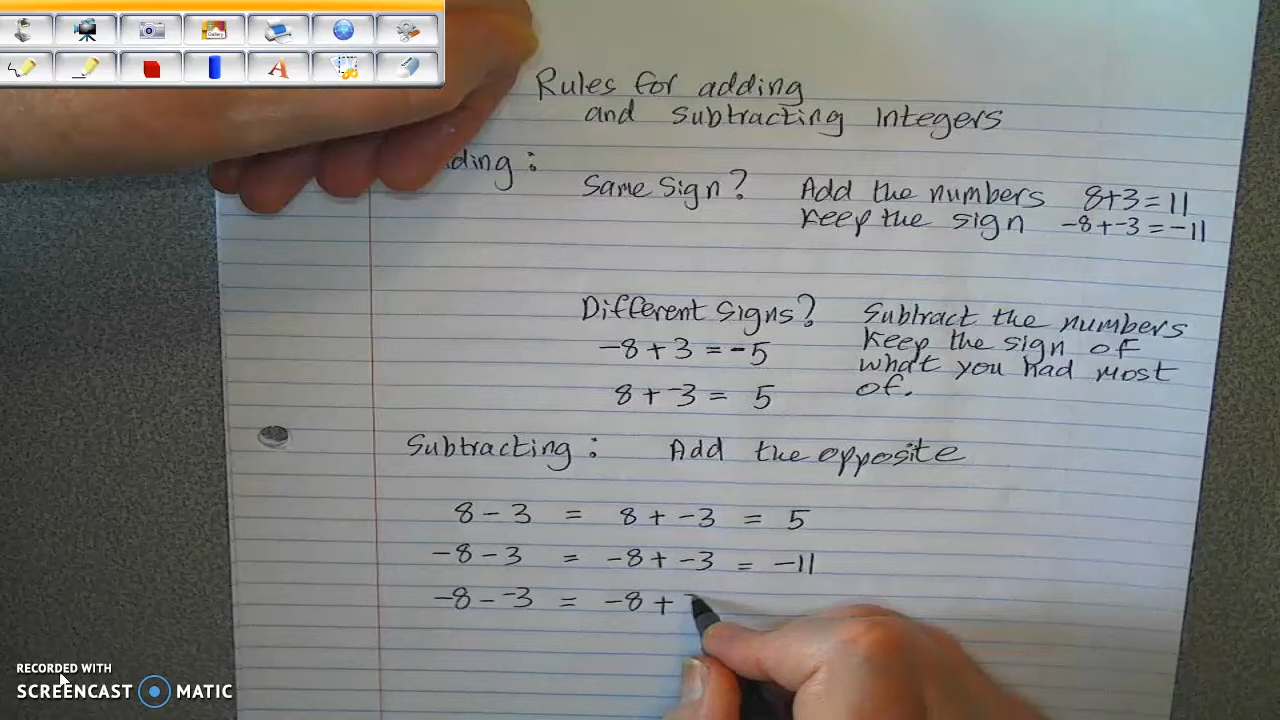 Rules for adding
and Subtracting Integers
ding:
Same Sign? Add the numbers 8+3=11
Keep the sign -8+-3=-11
Different Signs? Subtract the numbers
-8+3=-5 Keep the sign of
what you had most
8+-3= 5 of.
Subtracting: Add the opposite
8-3 = 8+-3 = 5
-8-3 = -8+-3 = -11
-8--3 = -8+
RECORDED WITH
SCREENCAST MATIC